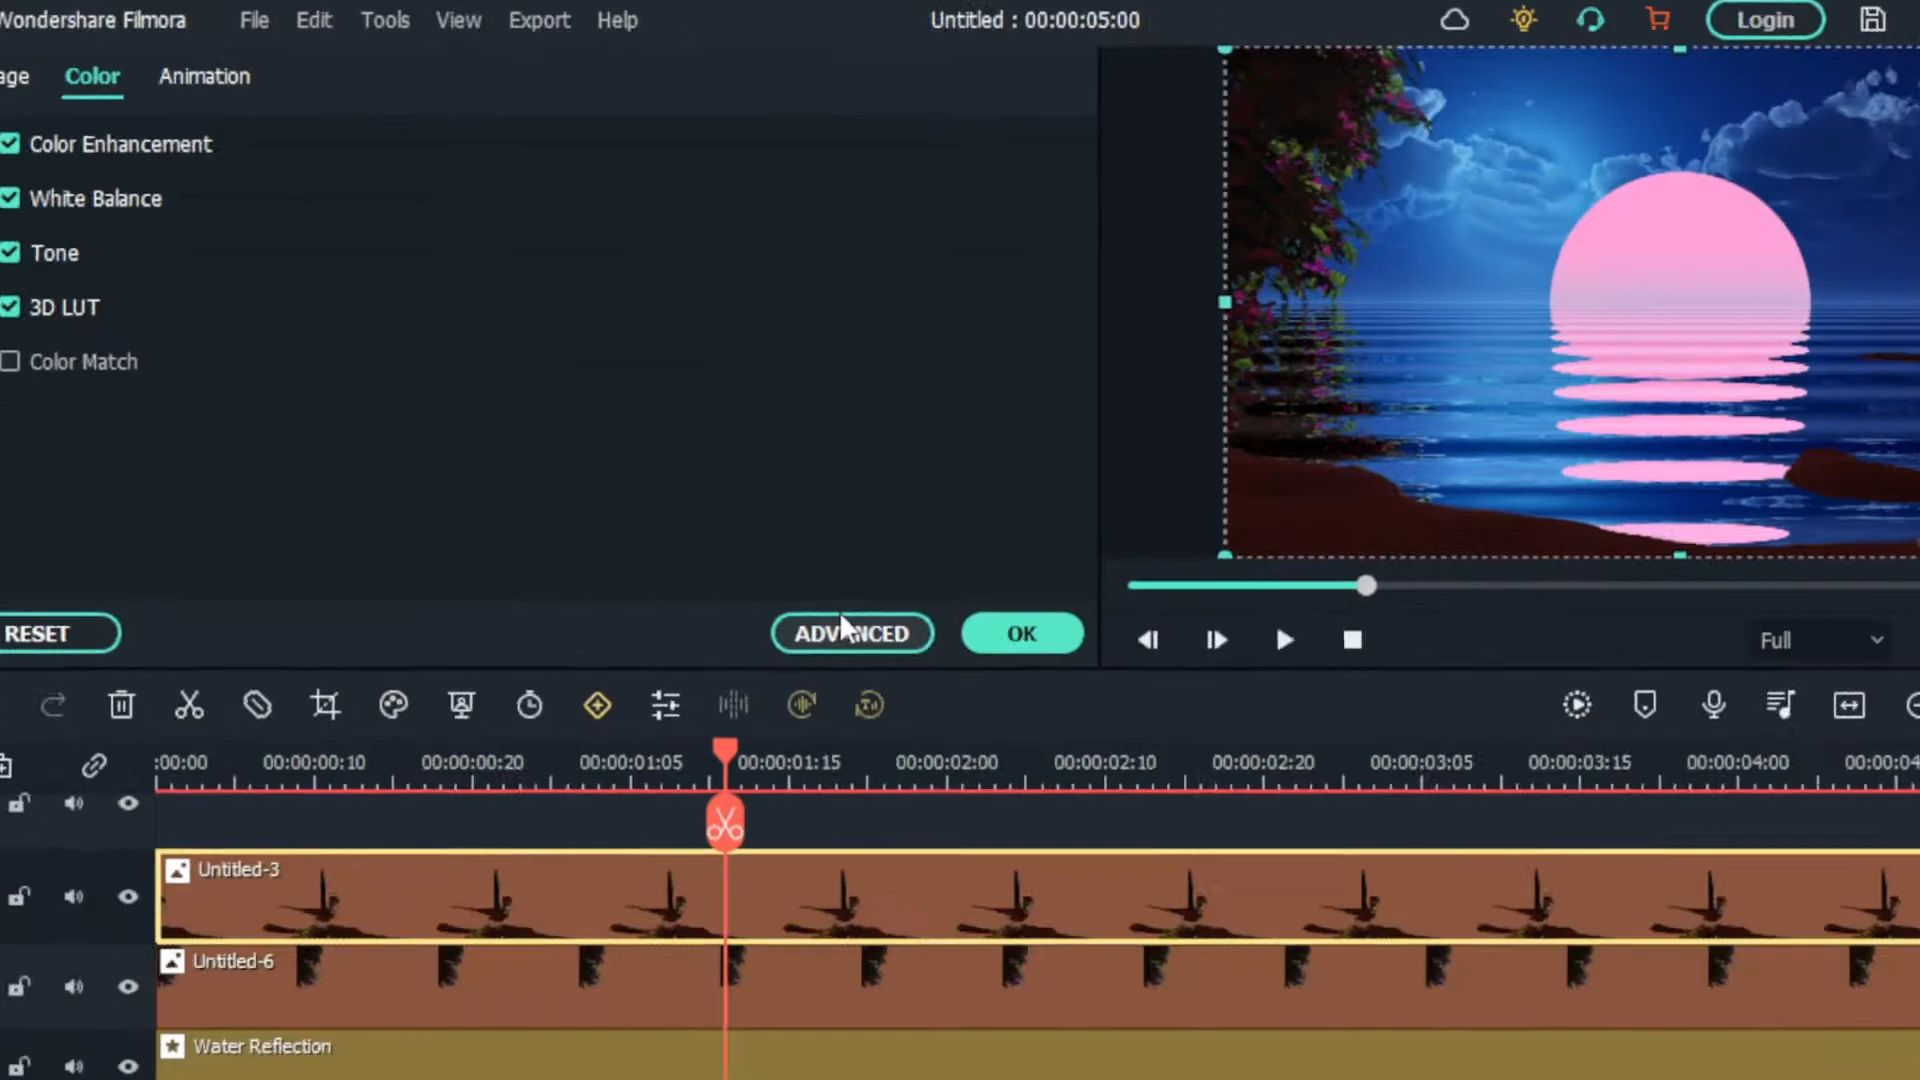 Wondershare Filmora File Edit Tools View Export Help Untitled : 00:00:05:00 Login
age Color Animation
Color Enhancement
White Balance
Tone
3D LUT
Color Match
RESET ADVANCED OK
Full
:00:00 00:00:00:10 00:00:00:20 00:00:01:05 00:00:01:15 00:00:02:00 00:00:02:10 00:00:02:20 00:00:03:05 00:00:03:15 00:00:04:00 00:00:04
Untitled-3
Untitled-6
Water Reflection